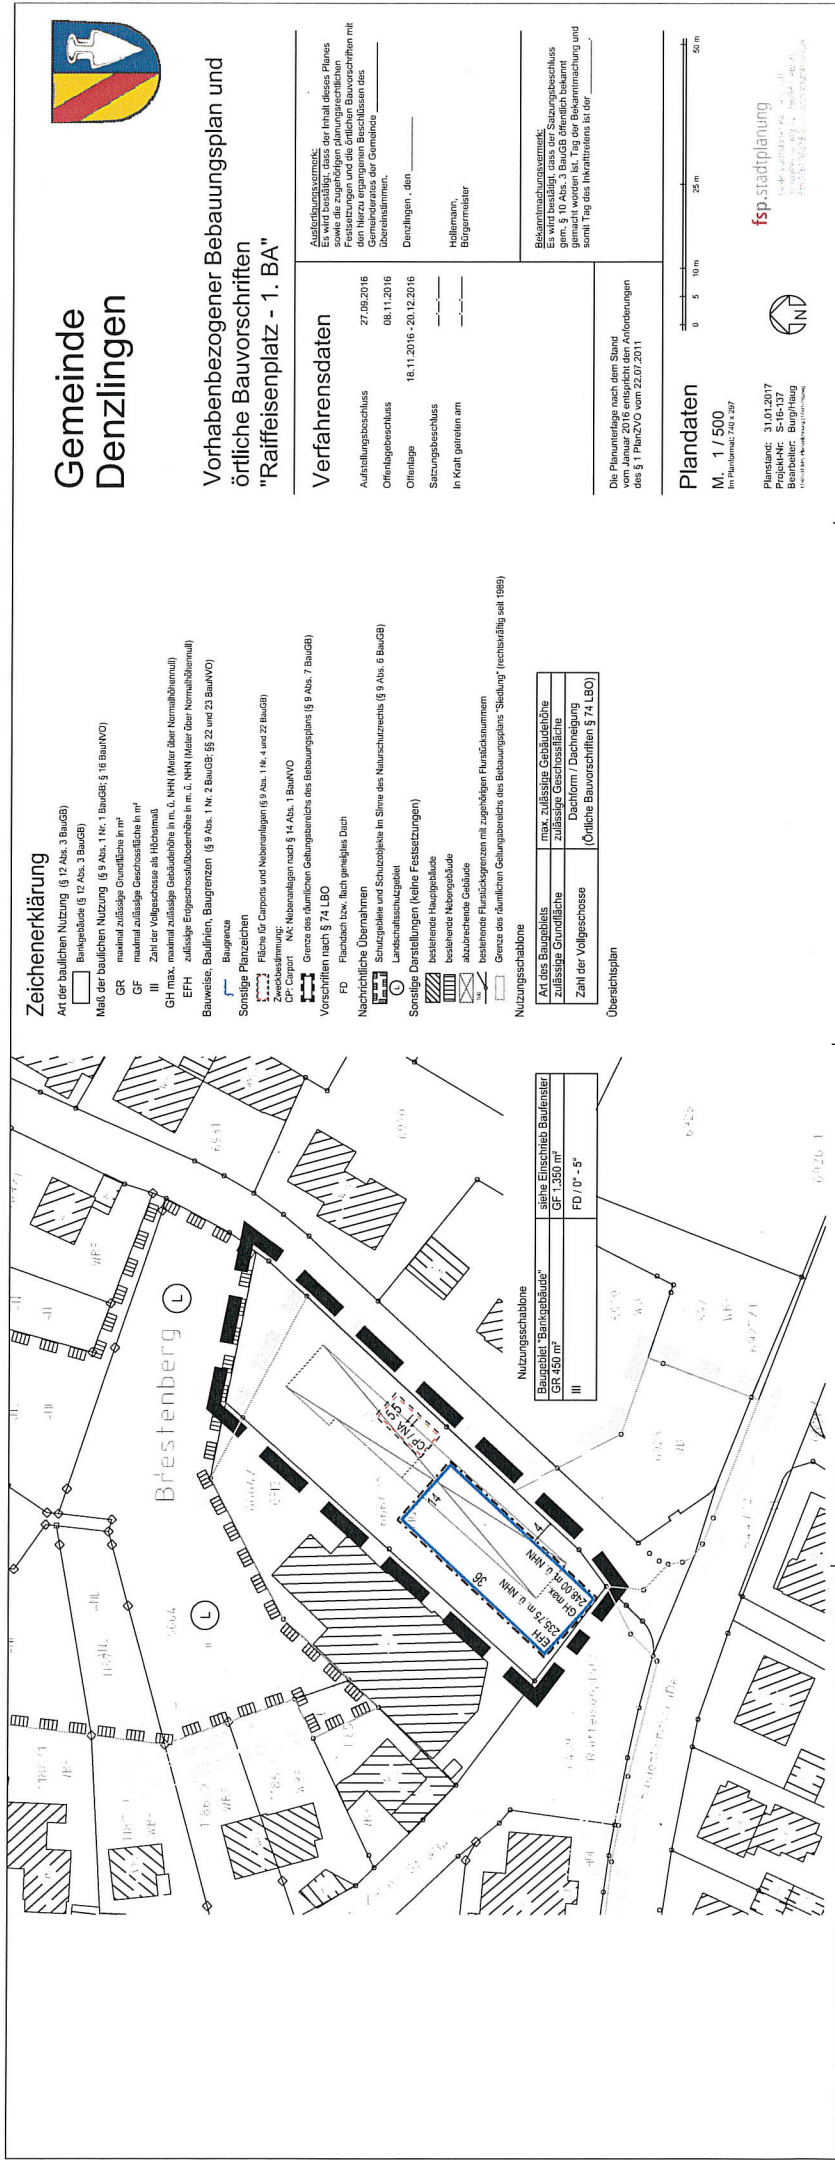 Gemeinde
Denzlingen
Vorhabenbezogener Bebauungsplan und
örtliche Bauvorschriften
"Raiffeisenplatz - 1. BA"
Verfahrensdaten
Aufstellungsbeschluss 27.09.2016
Offenlagebeschluss 08.11.2016
Offenlage 18.11.2016 - 20.12.2016
Satzungsbeschluss __.__.____
In Kraft getreten am __.__.____
Ausfertigungsvermerk:
Es wird bestätigt, dass der Inhalt dieses Planes
sowie die zugehörigen planungsrechtlichen
Festsetzungen und die örtlichen Bauvorschriften mit
den hierzu ergangenen Beschlüssen des
Gemeinderates der Gemeinde ________
übereinstimmen.
Denzlingen , den ________
Hollemann,
Bürgermeister
Bekanntmachungsvermerk:
Es wird bestätigt, dass der Satzungsbeschluss
gem. § 10 Abs. 3 BauGB öffentlich bekannt
gemacht worden ist. Tag der Bekanntmachung und
somit Tag des Inkrafttretens ist der ________.
Die Planunterlage nach dem Stand
vom Januar 2016 entspricht den Anforderungen
des § 1 PlanZVO vom 22.07.2011
Plandaten
M. 1 / 500
Im Planformat: 740 x 297
0 5 10 m 25 m 50 m
Planstand: 31.01.2017
Projekt-Nr: S-16-137
Bearbeiter: Burg/Haug
N
fsp.stadtplanung
Zeichenerklärung
Art der baulichen Nutzung (§ 12 Abs. 3 BauGB)
Bankgebäude (§ 12 Abs. 3 BauGB)
Maß der baulichen Nutzung (§ 9 Abs. 1 Nr. 1 BauGB; § 16 BauNVO)
GR maximal zulässige Grundfläche in m²
GF maximal zulässige Geschossfläche in m²
III Zahl der Vollgeschosse als Höchstmaß
GH max. maximal zulässige Gebäudehöhe in m. ü. NHN (Meter über Normalhöhennull)
EFH zulässige Erdgeschossfußbodenhöhe in m. ü. NHN (Meter über Normalhöhennull)
Bauweise, Baulinien, Baugrenzen (§ 9 Abs. 1 Nr. 2 BauGB; §§ 22 und 23 BauNVO)
Baugrenze
Sonstige Planzeichen
Fläche für Carports und Nebenanlagen (§ 9 Abs. 1 Nr. 4 und 22 BauGB)
Zweckbestimmung:
CP: Carport NA: Nebenanlagen nach § 14 Abs. 1 BauNVO
Grenze des räumlichen Geltungsbereichs des Bebauungsplans (§ 9 Abs. 7 BauGB)
Vorschriften nach § 74 LBO
FD Flachdach bzw. flach geneigtes Dach
Nachrichtliche Übernahmen
Schutzgebiete und Schutzobjekte im Sinne des Naturschutzrechts (§ 9 Abs. 6 BauGB)
L Landschaftsschutzgebiet
Sonstige Darstellungen (keine Festsetzungen)
bestehende Hauptgebäude
bestehende Nebengebäude
abzubrechende Gebäude
bestehende Flurstücksgrenzen mit zugehörigen Flurstücksnummern
Grenze des räumlichen Geltungsbereichs des Bebauungsplans "Siedlung" (rechtskräftig seit 1989)
Nutzungsschablone
Art des Baugebiets max. zulässige Gebäudehöhe
zulässige Grundfläche zulässige Geschossfläche
Zahl der Vollgeschosse Dachform / Dachneigung
(Örtliche Bauvorschriften § 74 LBO)
Übersichtsplan
Brestenberg
L
L
CP / NA
5,5
11
14
36
4
EFH
235,75 m. ü. NHN
GH max.
248,00 m. ü. NHN
Nutzungsschablone
Baugebiet "Bankgebäude" siehe Einschrieb Baufenster
GR 450 m² GF 1.350 m²
III FD / 0° - 5°